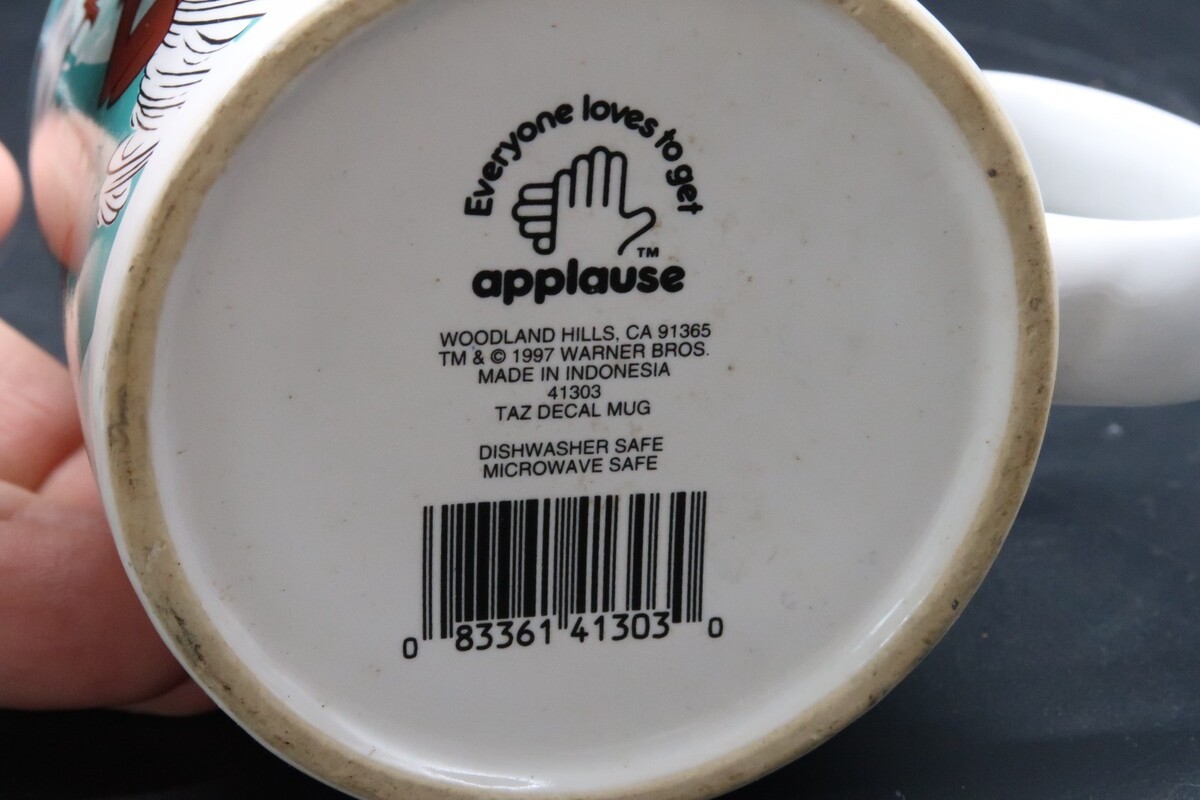 Everyone loves to get
TM
applause
WOODLAND HILLS, CA 91365
TM & © 1997 WARNER BROS.
MADE IN INDONESIA
41303
TAZ DECAL MUG
DISHWASHER SAFE
MICROWAVE SAFE
0 83361 41303 0